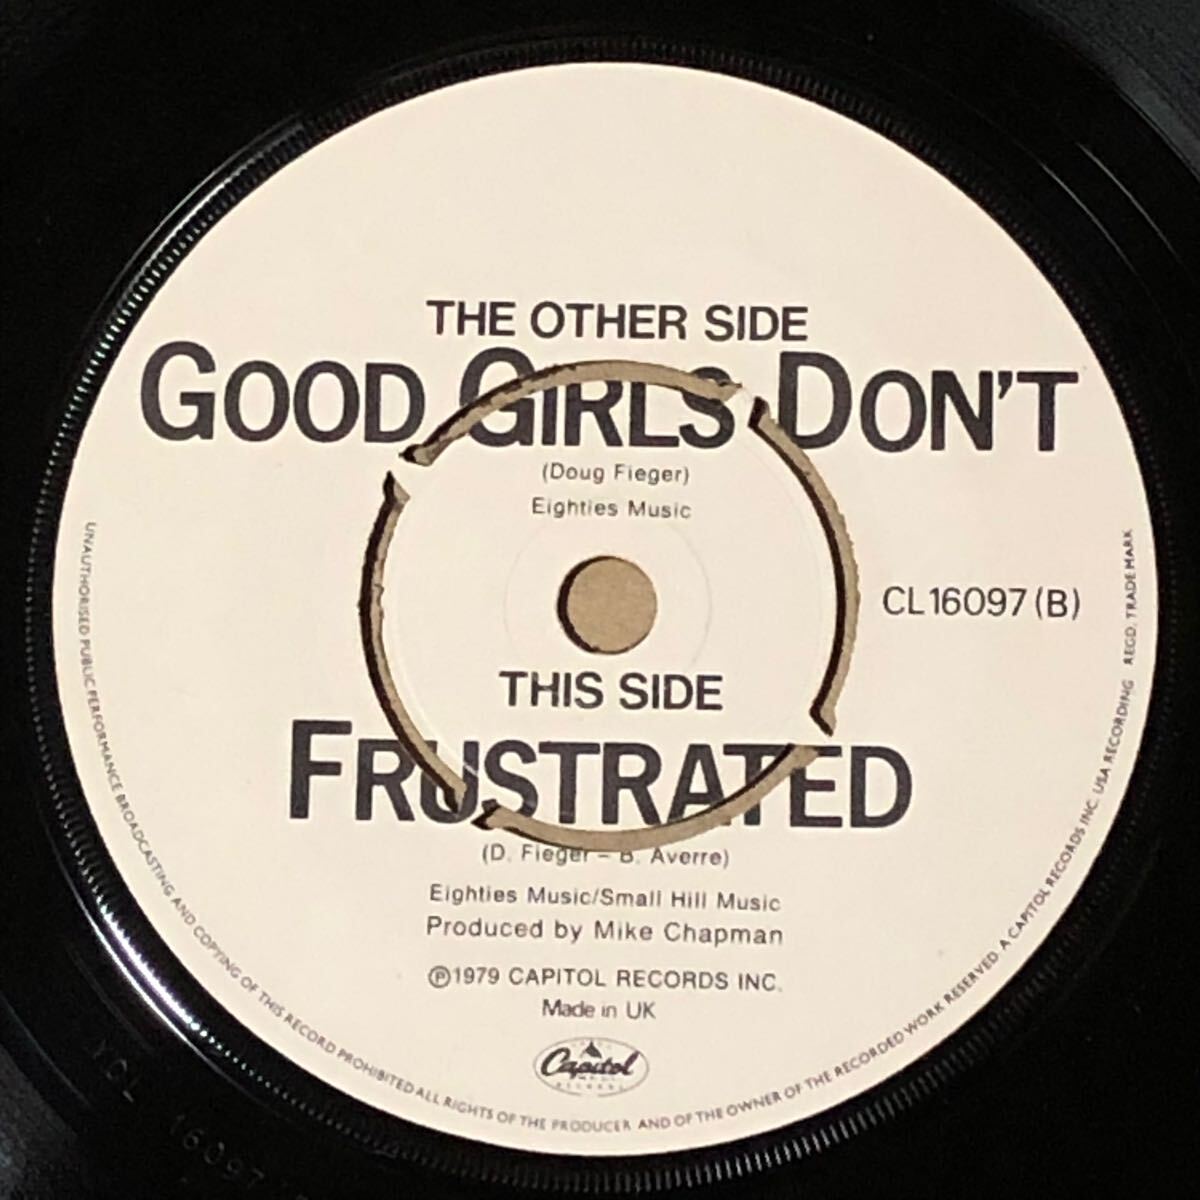 THE OTHER SIDE
GOOD GIRLS DON'T
(Doug Fieger)
Eighties Music
CL16097 (B)
THIS SIDE
FRUSTRATED
(D. Fieger – B. Averre)
Eighties Music/Small Hill Music
Produced by Mike Chapman
℗1979 CAPITOL RECORDS INC.
Made in UK
Capitol
UNAUTHORISED PUBLIC PERFORMANCE BROADCASTING AND COPYING OF THIS RECORD PROHIBITED ALL RIGHTS OF THE PRODUCER AND OF THE OWNER OF THE RECORDED WORK RESERVED. A CAPITOL RECORDS INC. USA RECORDING REGD. TRADE MARK
16097